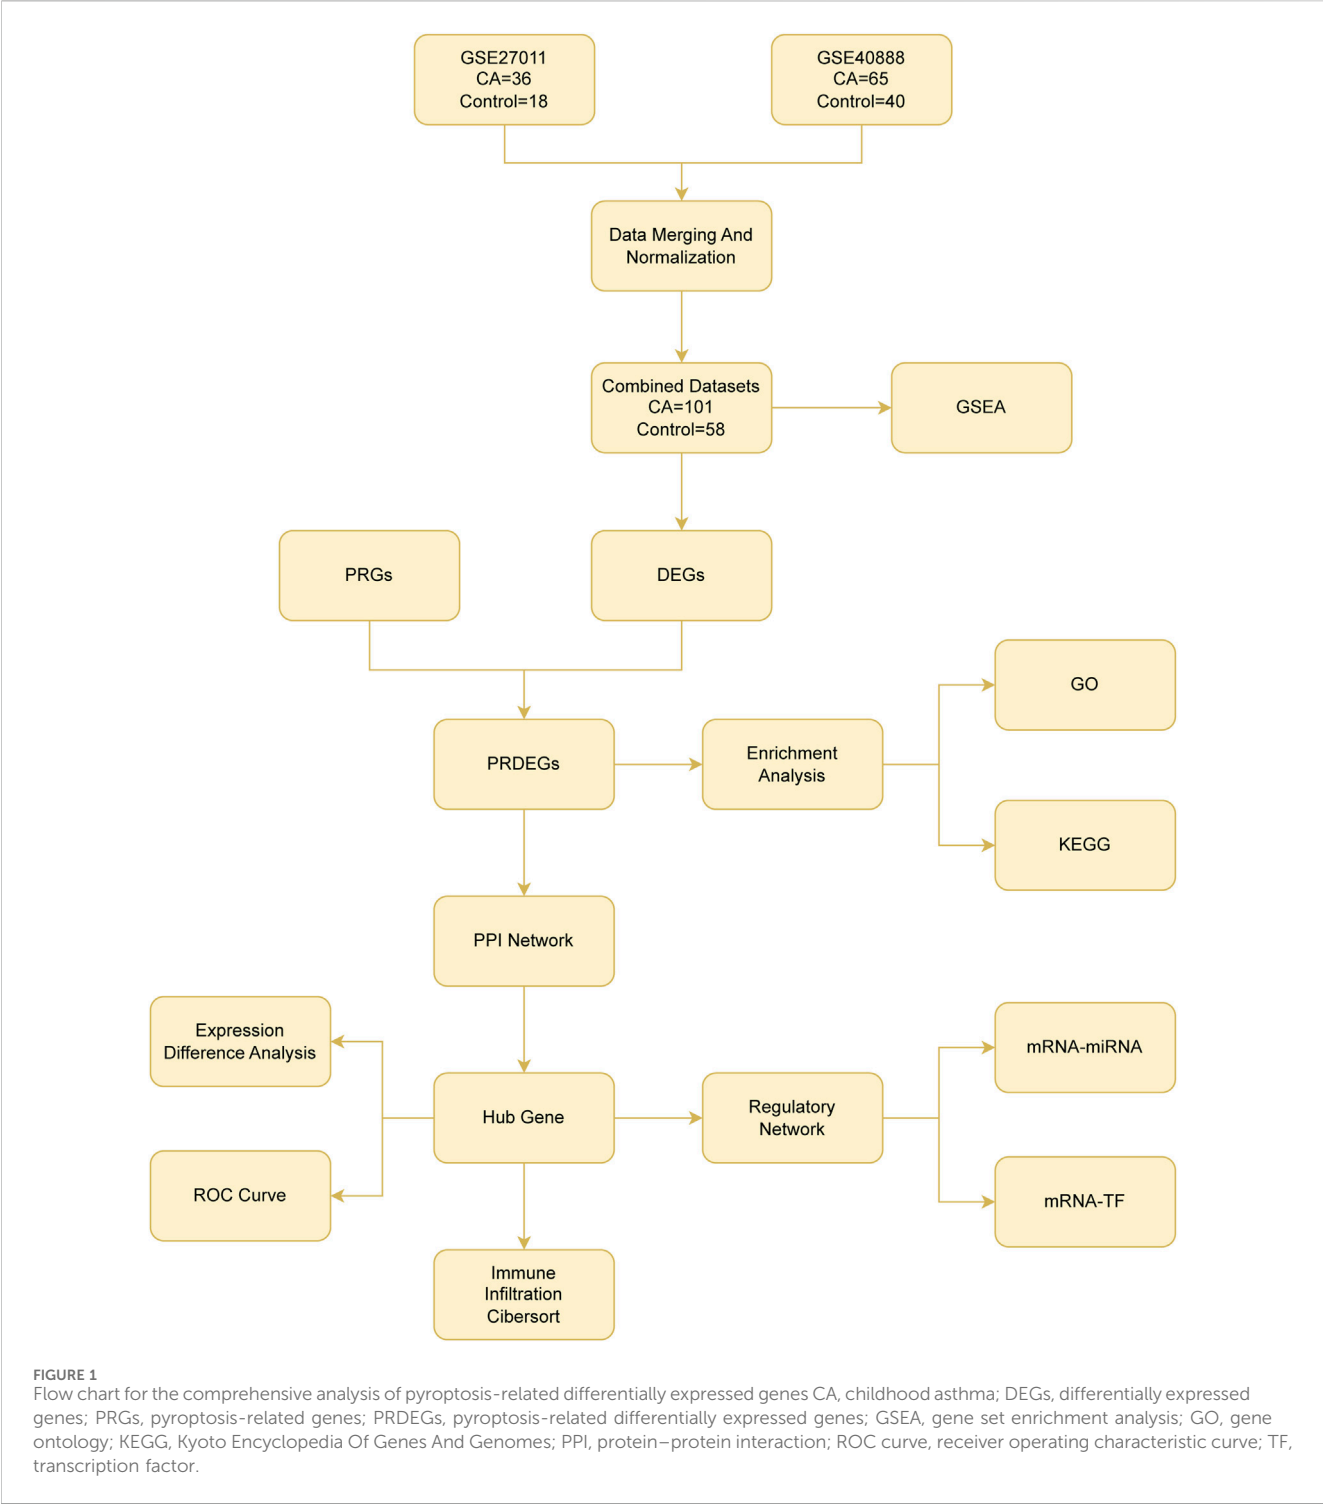 GSE27011
CA=36
Control=18
GSE40888
CA=65
Control=40
Data Merging And
Normalization
Combined Datasets
CA=101
Control=58
GSEA
PRGs
DEGs
GO
PRDEGs
Enrichment
Analysis
KEGG
PPI Network
Expression
Difference Analysis
mRNA-miRNA
Hub Gene
Regulatory
Network
ROC Curve
mRNA-TF
Immune
Infiltration
Cibersort
FIGURE 1
Flow chart for the comprehensive analysis of pyroptosis-related differentially expressed genes CA, childhood asthma; DEGs, differentially expressed
genes; PRGs, pyroptosis-related genes; PRDEGs, pyroptosis-related differentially expressed genes; GSEA, gene set enrichment analysis; GO, gene
ontology; KEGG, Kyoto Encyclopedia Of Genes And Genomes; PPI, protein–protein interaction; ROC curve, receiver operating characteristic curve; TF,
transcription factor.